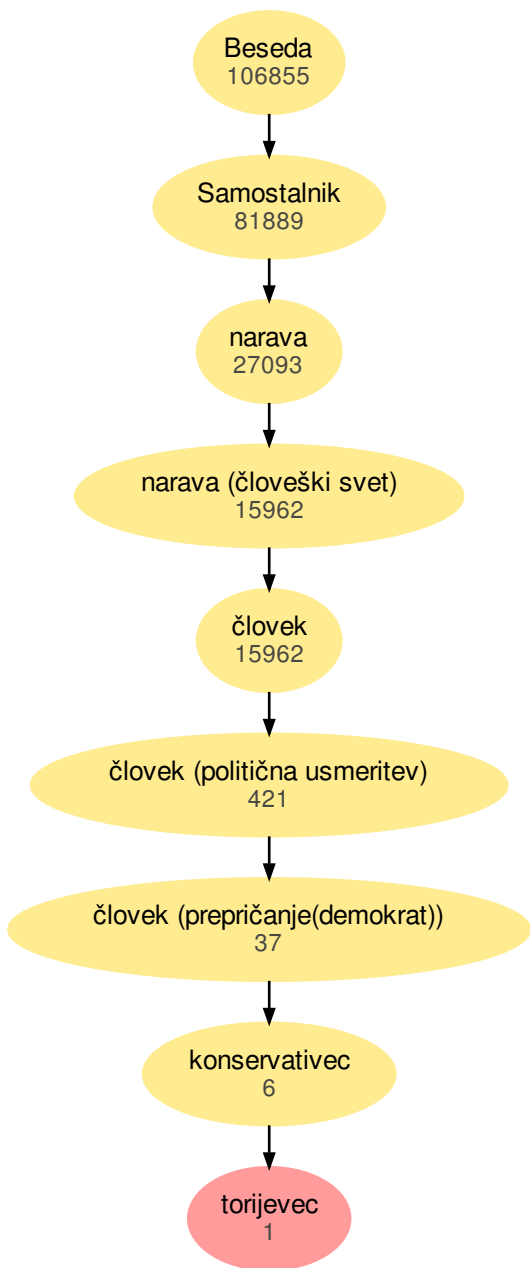 Beseda
106855
Samostalnik
81889
narava
27093
narava (človeški svet)
15962
človek
15962
človek (politična usmeritev)
421
človek (prepričanje(demokrat))
37
konservativec
6
torijevec
1